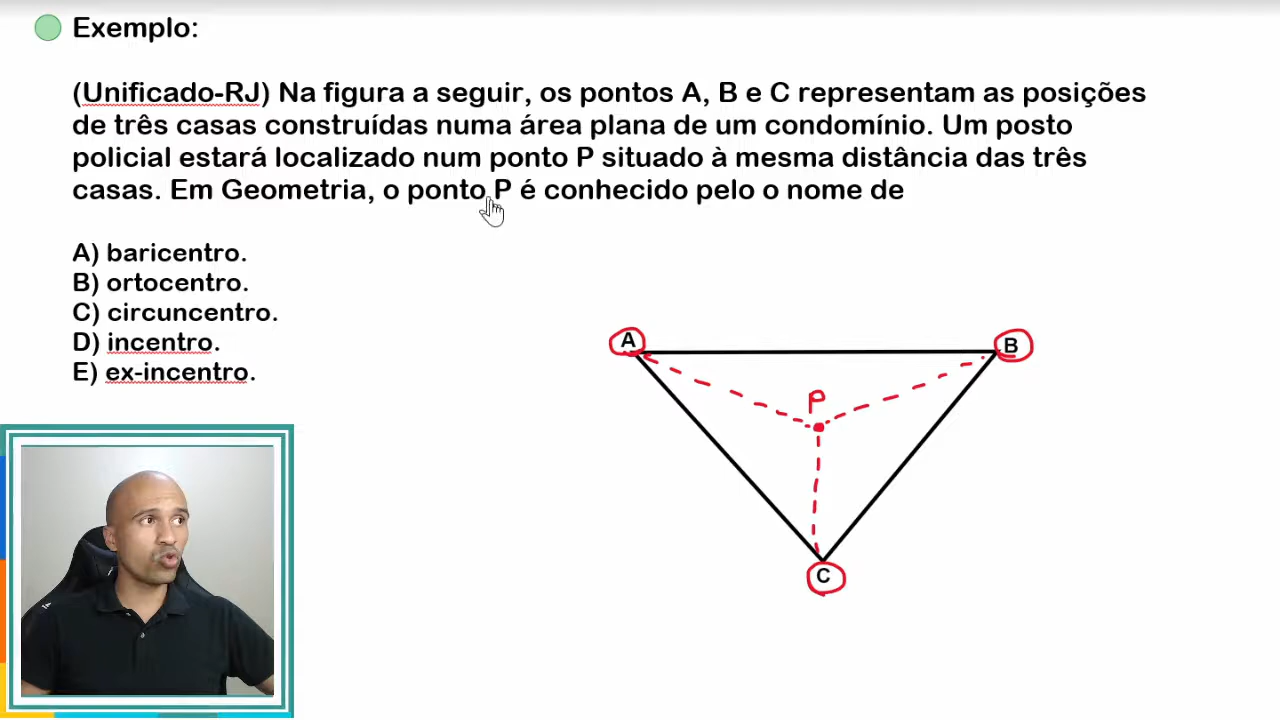 Exemplo:
(Unificado-RJ) Na figura a seguir, os pontos A, B e C representam as posições
de três casas construídas numa área plana de um condomínio. Um posto
policial estará localizado num ponto P situado à mesma distância das três
casas. Em Geometria, o ponto P é conhecido pelo o nome de
A) baricentro.
B) ortocentro.
C) circuncentro.
D) incentro.
E) ex-incentro.
A
B
P
C